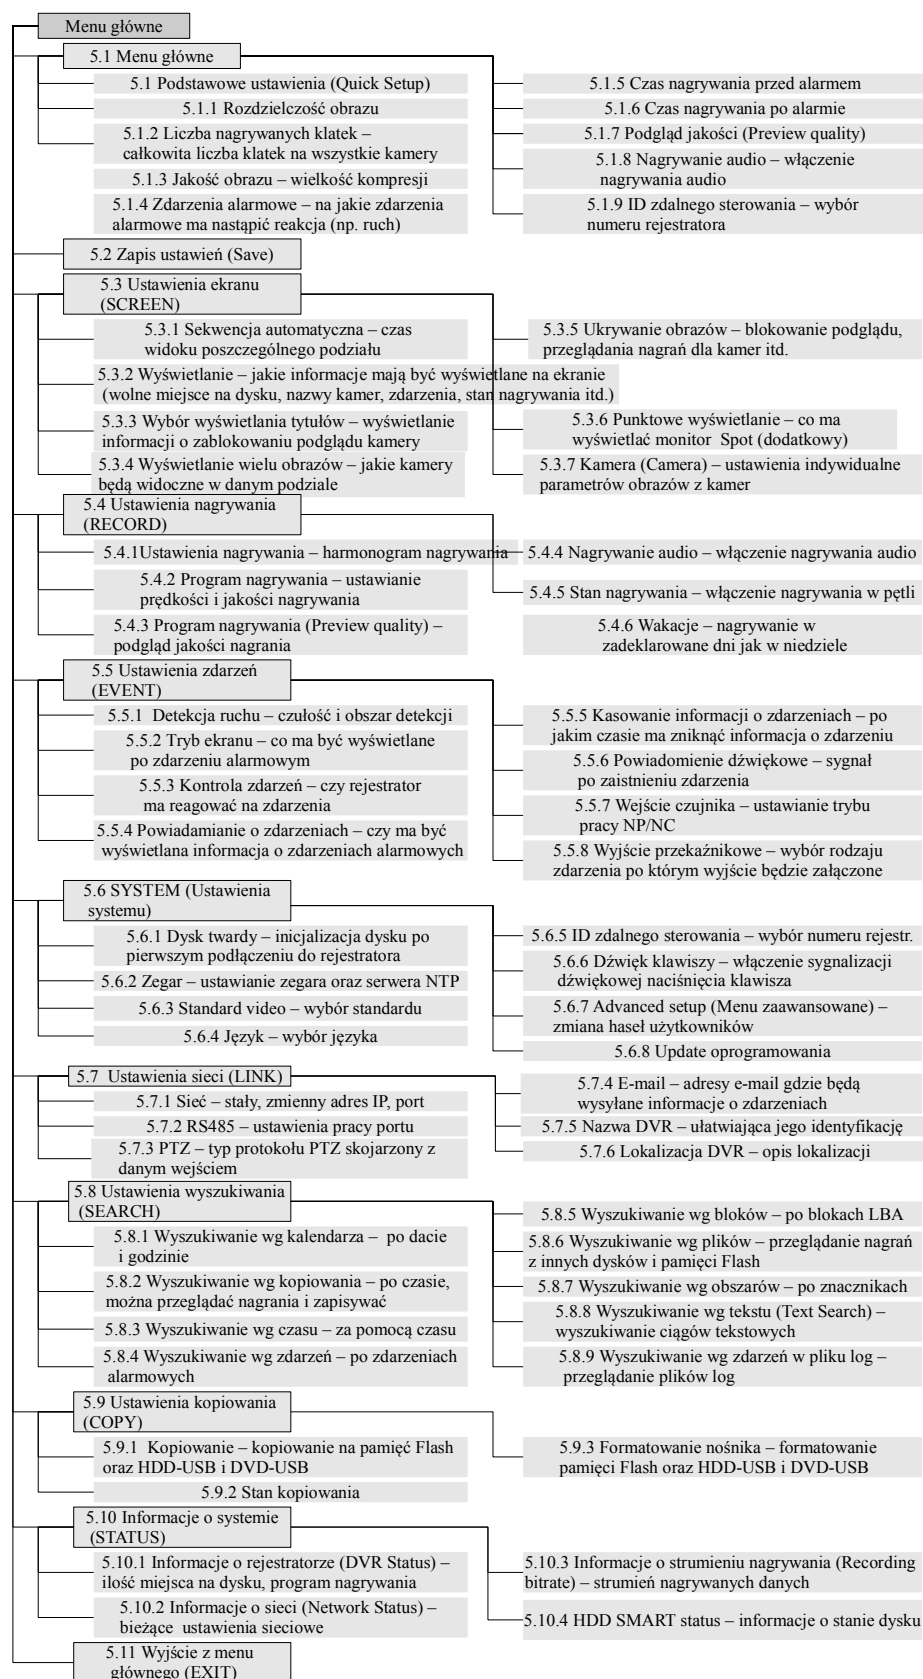 Menu główne
5.1 Menu główne
5.1 Podstawowe ustawienia (Quick Setup)
5.1.1 Rozdzielczość obrazu
5.1.2 Liczba nagrywanych klatek –
całkowita liczba klatek na wszystkie kamery
5.1.3 Jakość obrazu – wielkość kompresji
5.1.4 Zdarzenia alarmowe – na jakie zdarzenia
alarmowe ma nastąpić reakcja (np. ruch)
5.1.5 Czas nagrywania przed alarmem
5.1.6 Czas nagrywania po alarmie
5.1.7 Podgląd jakości (Preview quality)
5.1.8 Nagrywanie audio – włączenie
nagrywania audio
5.1.9 ID zdalnego sterowania – wybór
numeru rejestratora
5.2 Zapis ustawień (Save)
5.3 Ustawienia ekranu
(SCREEN)
5.3.1 Sekwencja automatyczna – czas
widoku poszczególnego podziału
5.3.2 Wyświetlanie – jakie informacje mają być wyświetlane na ekranie
(wolne miejsce na dysku, nazwy kamer, zdarzenia, stan nagrywania itd.)
5.3.3 Wybór wyświetlania tytułów – wyświetlanie
informacji o zablokowaniu podglądu kamery
5.3.4 Wyświetlanie wielu obrazów – jakie kamery
będą widoczne w danym podziale
5.3.5 Ukrywanie obrazów – blokowanie podglądu,
przeglądania nagrań dla kamer itd.
5.3.6 Punktowe wyświetlanie – co ma
wyświetlać monitor Spot (dodatkowy)
5.3.7 Kamera (Camera) – ustawienia indywidualne
parametrów obrazów z kamer
5.4 Ustawienia nagrywania
(RECORD)
5.4.1Ustawienia nagrywania – harmonogram nagrywania
5.4.2 Program nagrywania – ustawianie
prędkości i jakości nagrywania
5.4.3 Program nagrywania (Preview quality) –
podgląd jakości nagrania
5.4.4 Nagrywanie audio – włączenie nagrywania audio
5.4.5 Stan nagrywania – włączenie nagrywania w pętli
5.4.6 Wakacje – nagrywanie w
zadeklarowane dni jak w niedziele
5.5 Ustawienia zdarzeń
(EVENT)
5.5.1 Detekcja ruchu – czułość i obszar detekcji
5.5.2 Tryb ekranu – co ma być wyświetlane
po zdarzeniu alarmowym
5.5.3 Kontrola zdarzeń – czy rejestrator
ma reagować na zdarzenia
5.5.4 Powiadamianie o zdarzeniach – czy ma być
wyświetlana informacja o zdarzeniach alarmowych
5.5.5 Kasowanie informacji o zdarzeniach – po
jakim czasie ma zniknąć informacja o zdarzeniu
5.5.6 Powiadomienie dźwiękowe – sygnał
po zaistnieniu zdarzenia
5.5.7 Wejście czujnika – ustawianie trybu
pracy NP/NC
5.5.8 Wyjście przekaźnikowe – wybór rodzaju
zdarzenia po którym wyjście będzie załączone
5.6 SYSTEM (Ustawienia
systemu)
5.6.1 Dysk twardy – inicjalizacja dysku po
pierwszym podłączeniu do rejestratora
5.6.2 Zegar – ustawianie zegara oraz serwera NTP
5.6.3 Standard video – wybór standardu
5.6.4 Język – wybór języka
5.6.5 ID zdalnego sterowania – wybór numeru rejestr.
5.6.6 Dźwięk klawiszy – włączenie sygnalizacji
dźwiękowej naciśnięcia klawisza
5.6.7 Advanced setup (Menu zaawansowane) –
zmiana haseł użytkowników
5.6.8 Update oprogramowania
5.7 Ustawienia sieci (LINK)
5.7.1 Sieć – stały, zmienny adres IP, port
5.7.2 RS485 – ustawienia pracy portu
5.7.3 PTZ – typ protokołu PTZ skojarzony z
danym wejściem
5.7.4 E-mail – adresy e-mail gdzie będą
wysyłane informacje o zdarzeniach
5.7.5 Nazwa DVR – ułatwiająca jego identyfikację
5.7.6 Lokalizacja DVR – opis lokalizacji
5.8 Ustawienia wyszukiwania
(SEARCH)
5.8.1 Wyszukiwanie wg kalendarza – po dacie
i godzinie
5.8.2 Wyszukiwanie wg kopiowania – po czasie,
można przeglądać nagrania i zapisywać
5.8.3 Wyszukiwanie wg czasu – za pomocą czasu
5.8.4 Wyszukiwanie wg zdarzeń – po zdarzeniach
alarmowych
5.8.5 Wyszukiwanie wg bloków – po blokach LBA
5.8.6 Wyszukiwanie wg plików – przeglądanie nagrań
z innych dysków i pamięci Flash
5.8.7 Wyszukiwanie wg obszarów – po znacznikach
5.8.8 Wyszukiwanie wg tekstu (Text Search) –
wyszukiwanie ciągów tekstowych
5.8.9 Wyszukiwanie wg zdarzeń w pliku log –
przeglądanie plików log
5.9 Ustawienia kopiowania
(COPY)
5.9.1 Kopiowanie – kopiowanie na pamięć Flash
oraz HDD-USB i DVD-USB
5.9.2 Stan kopiowania
5.9.3 Formatowanie nośnika – formatowanie
pamięci Flash oraz HDD-USB i DVD-USB
5.10 Informacje o systemie
(STATUS)
5.10.1 Informacje o rejestratorze (DVR Status) –
ilość miejsca na dysku, program nagrywania
5.10.2 Informacje o sieci (Network Status) –
bieżące ustawienia sieciowe
5.10.3 Informacje o strumieniu nagrywania (Recording
bitrate) – strumień nagrywanych danych
5.10.4 HDD SMART status – informacje o stanie dysku
5.11 Wyjście z menu
głównego (EXIT)